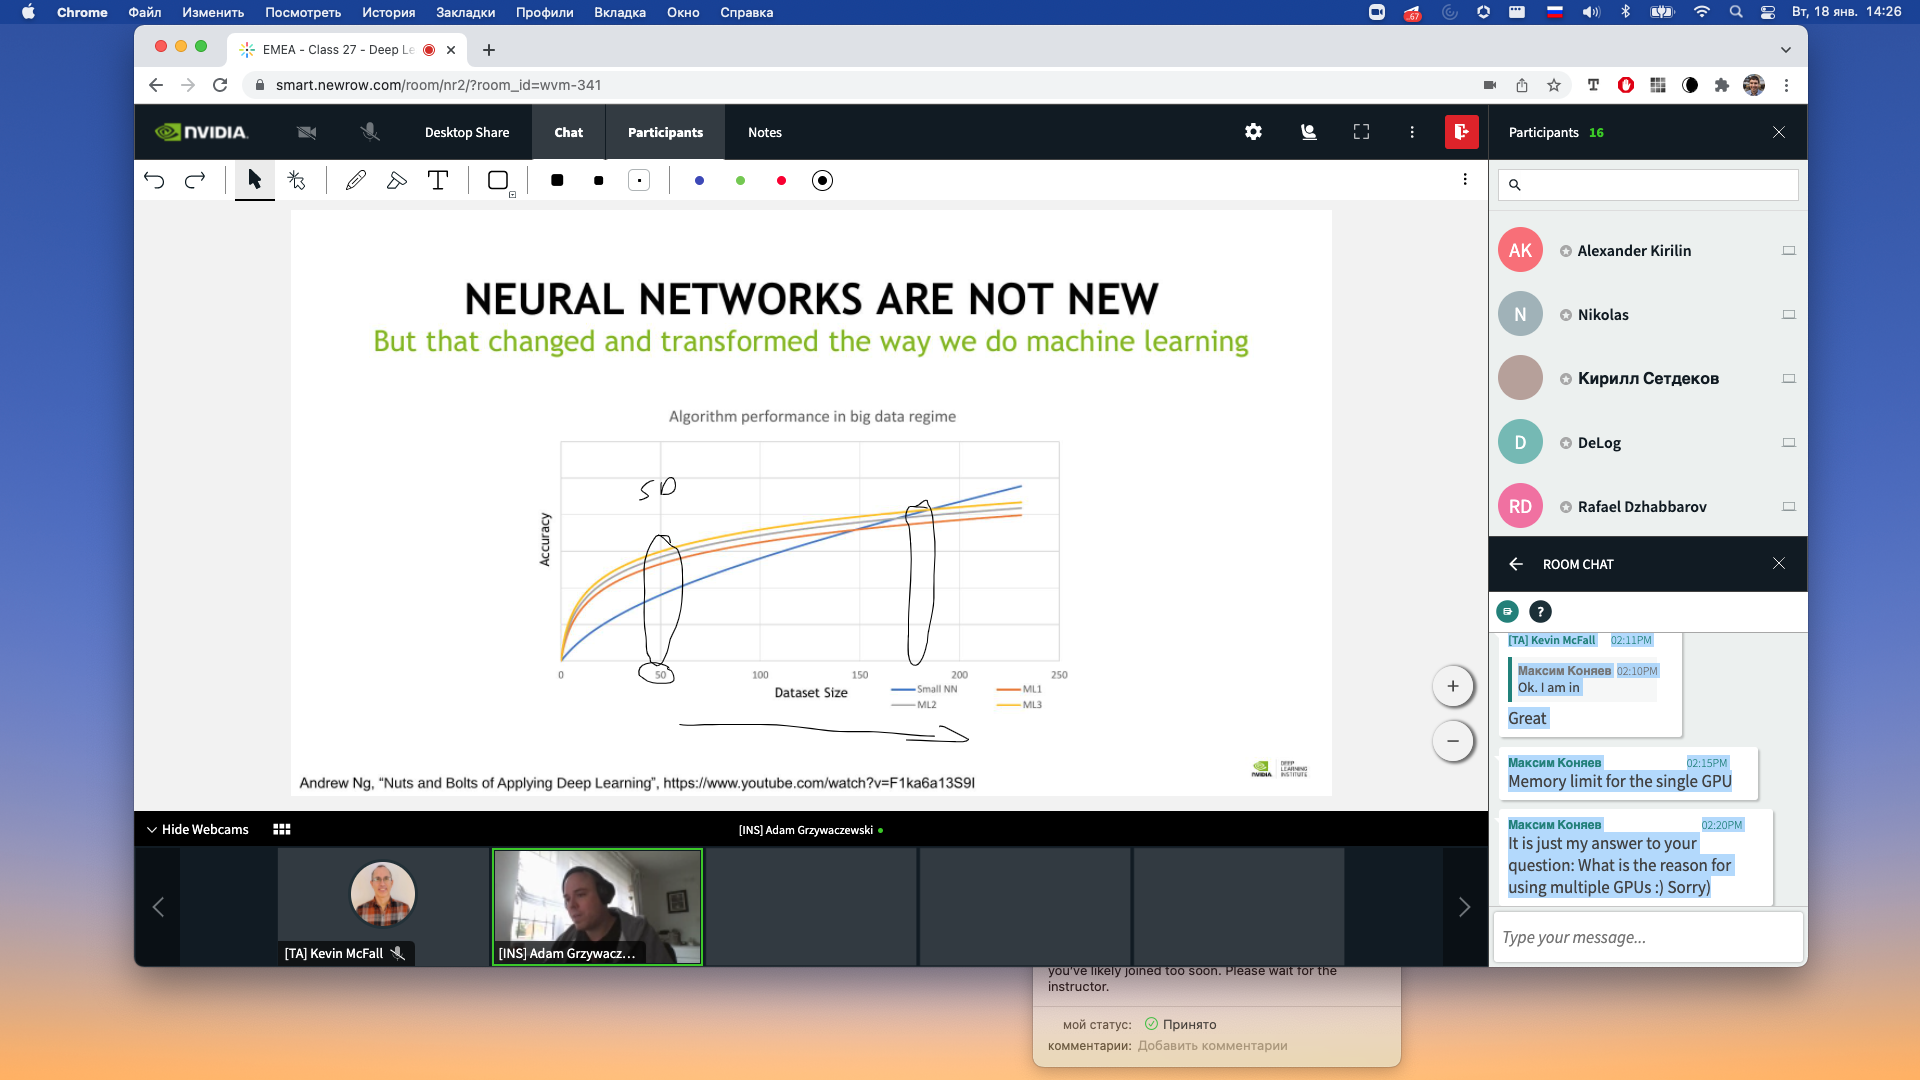 Chrome Файл Изменить Посмотреть История Закладки Профили Вкладка Окно Справка
67
Вт, 18 янв. 14:26
EMEA - Class 27 - Deep Le
smart.newrow.com/room/nr2/?room_id=wvm-341
NVIDIA.
Desktop Share
Chat
Participants
Notes
Participants 16
T
NEURAL NETWORKS ARE NOT NEW
But that changed and transformed the way we do machine learning
Algorithm performance in big data regime
SD
Accuracy
0 50 100 150 200 250
Dataset Size
Small NN ML1
ML2 ML3
Andrew Ng, “Nuts and Bolts of Applying Deep Learning”, https://www.youtube.com/watch?v=F1ka6a13S9I
NVIDIA.
DEEP
LEARNING
INSTITUTE
+
−
AK Alexander Kirilin
N Nikolas
Кирилл Сетдеков
D DeLog
RD Rafael Dzhabbarov
ROOM CHAT
?
[TA] Kevin McFall 02:11PM
Максим Коняев 02:10PM
Ok. I am in
Great
Максим Коняев 02:15PM
Memory limit for the single GPU
Максим Коняев 02:20PM
It is just my answer to your
question: What is the reason for
using multiple GPUs :) Sorry)
Type your message...
Hide Webcams
[INS] Adam Grzywaczewski
[TA] Kevin McFall
[INS] Adam Grzywacz...
you've likely joined too soon. Please wait for the
instructor.
мой статус: Принято
комментарии: Добавить комментарии